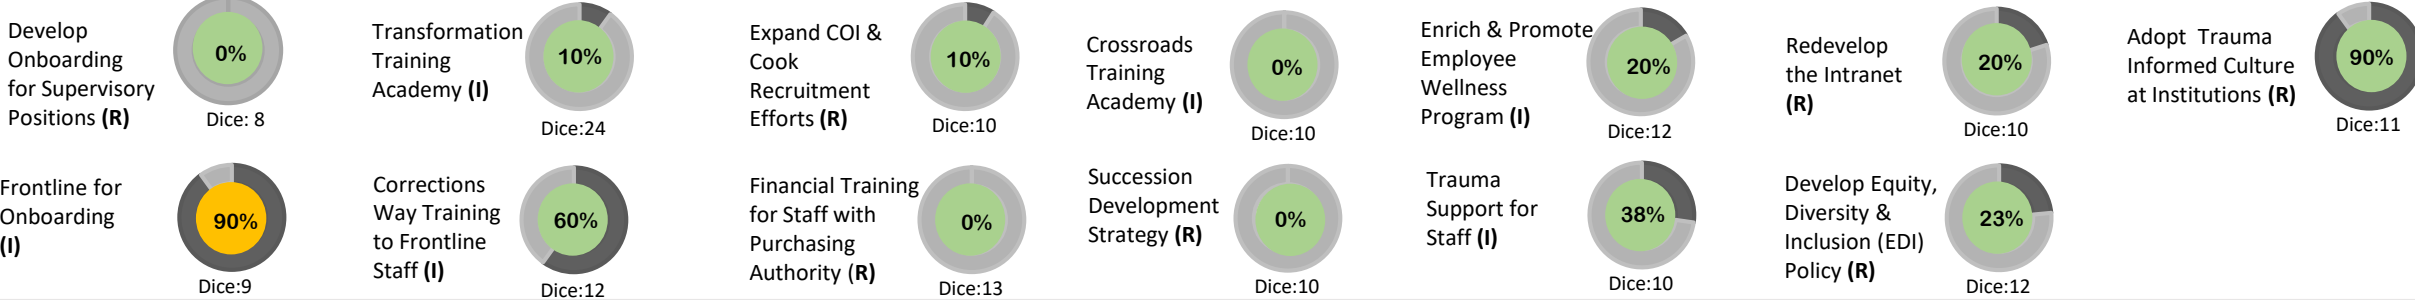 Develop
Onboarding
for Supervisory
Positions (R)
0%
Dice: 8
Transformation
Training
Academy (I)
10%
Dice:24
Expand COI &
Cook
Recruitment
Efforts (R)
10%
Dice:10
Crossroads
Training
Academy (I)
0%
Dice:10
Enrich & Promote
Employee
Wellness
Program (I)
20%
Dice:12
Redevelop
the Intranet
(R)
20%
Dice:10
Adopt Trauma
Informed Culture
at Institutions (R)
90%
Dice:11
Frontline for
Onboarding
(I)
90%
Dice:9
Corrections
Way Training
to Frontline
Staff (I)
60%
Dice:12
Financial Training
for Staff with
Purchasing
Authority (R)
0%
Dice:13
Succession
Development
Strategy (R)
0%
Dice:10
Trauma
Support for
Staff (I)
38%
Dice:10
Develop Equity,
Diversity &
Inclusion (EDI)
Policy (R)
23%
Dice:12